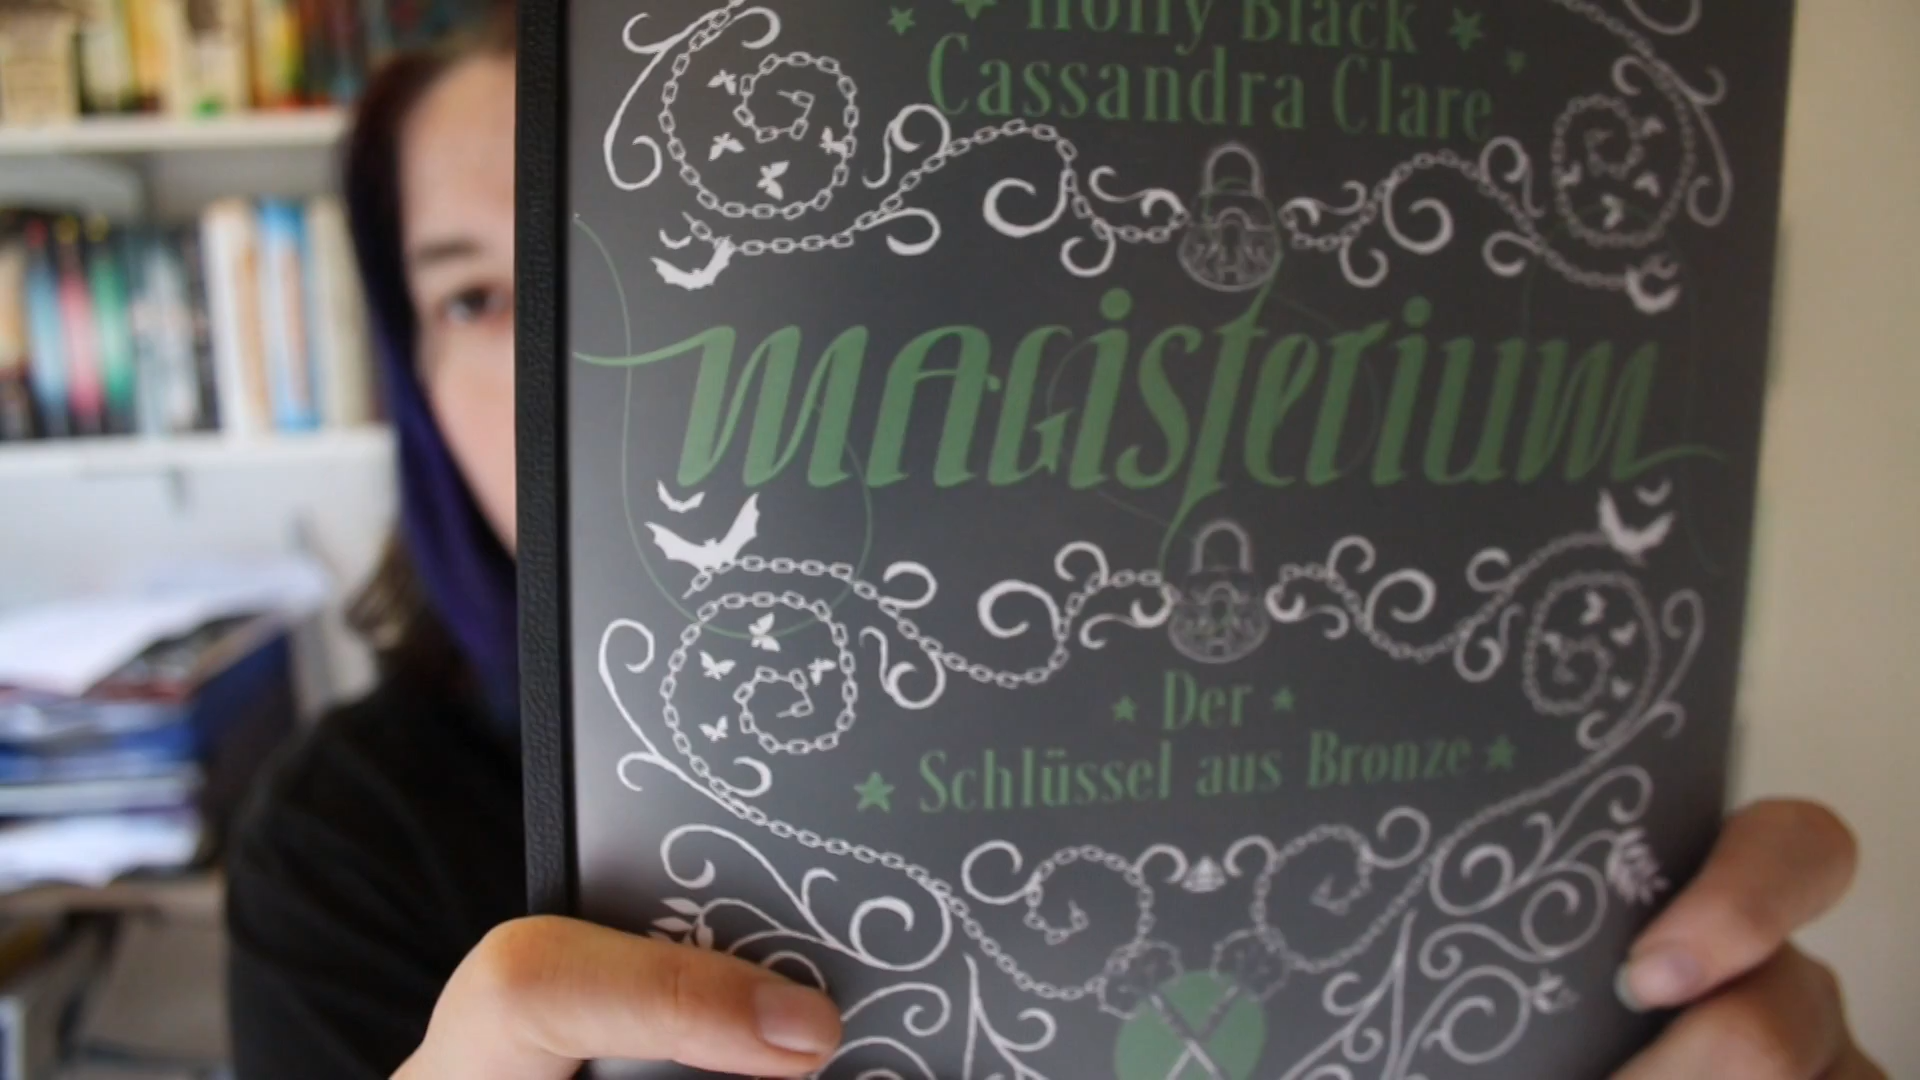 Holly Black
Cassandra Clare
magisterium
Der
Schlüssel aus Bronze